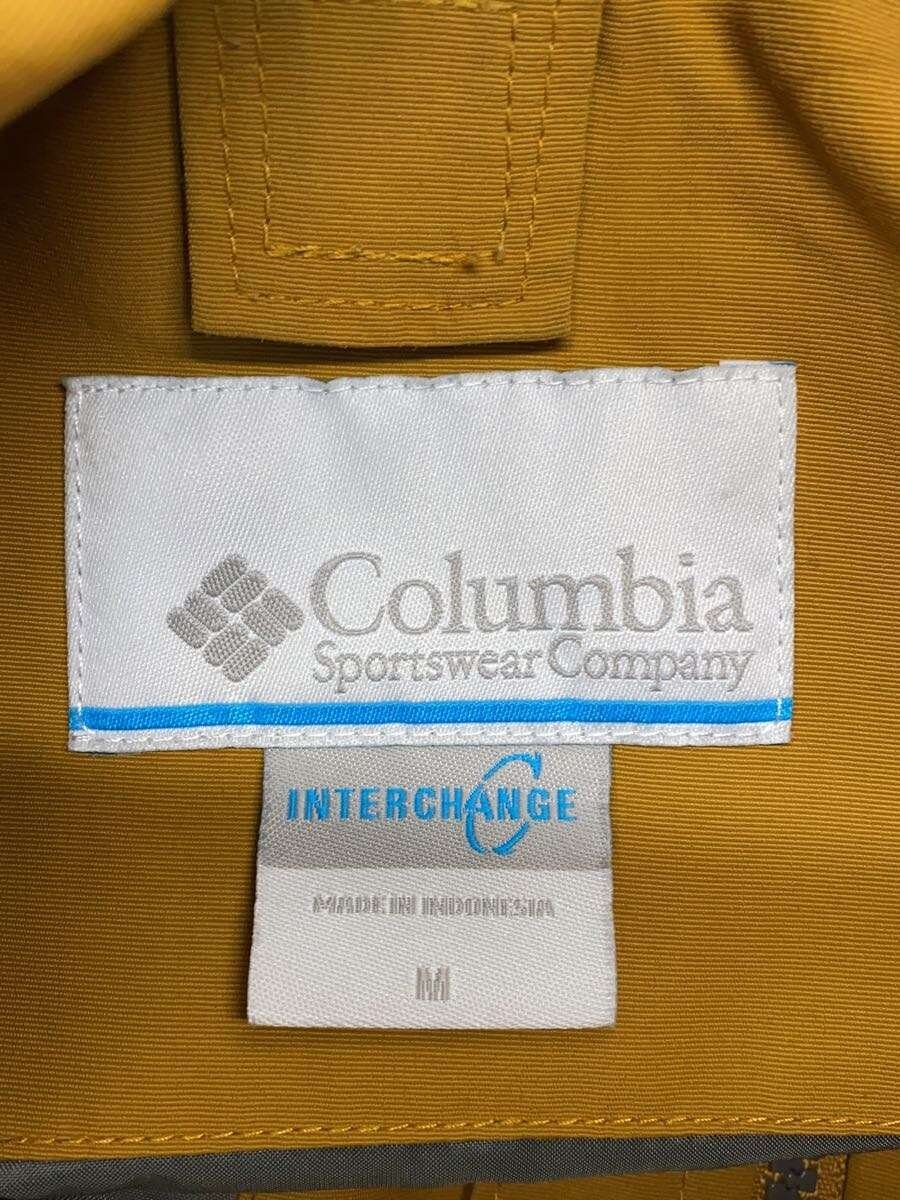 Columbia
Sportswear Company
INTERCHANGE
MADE IN INDONESIA
M